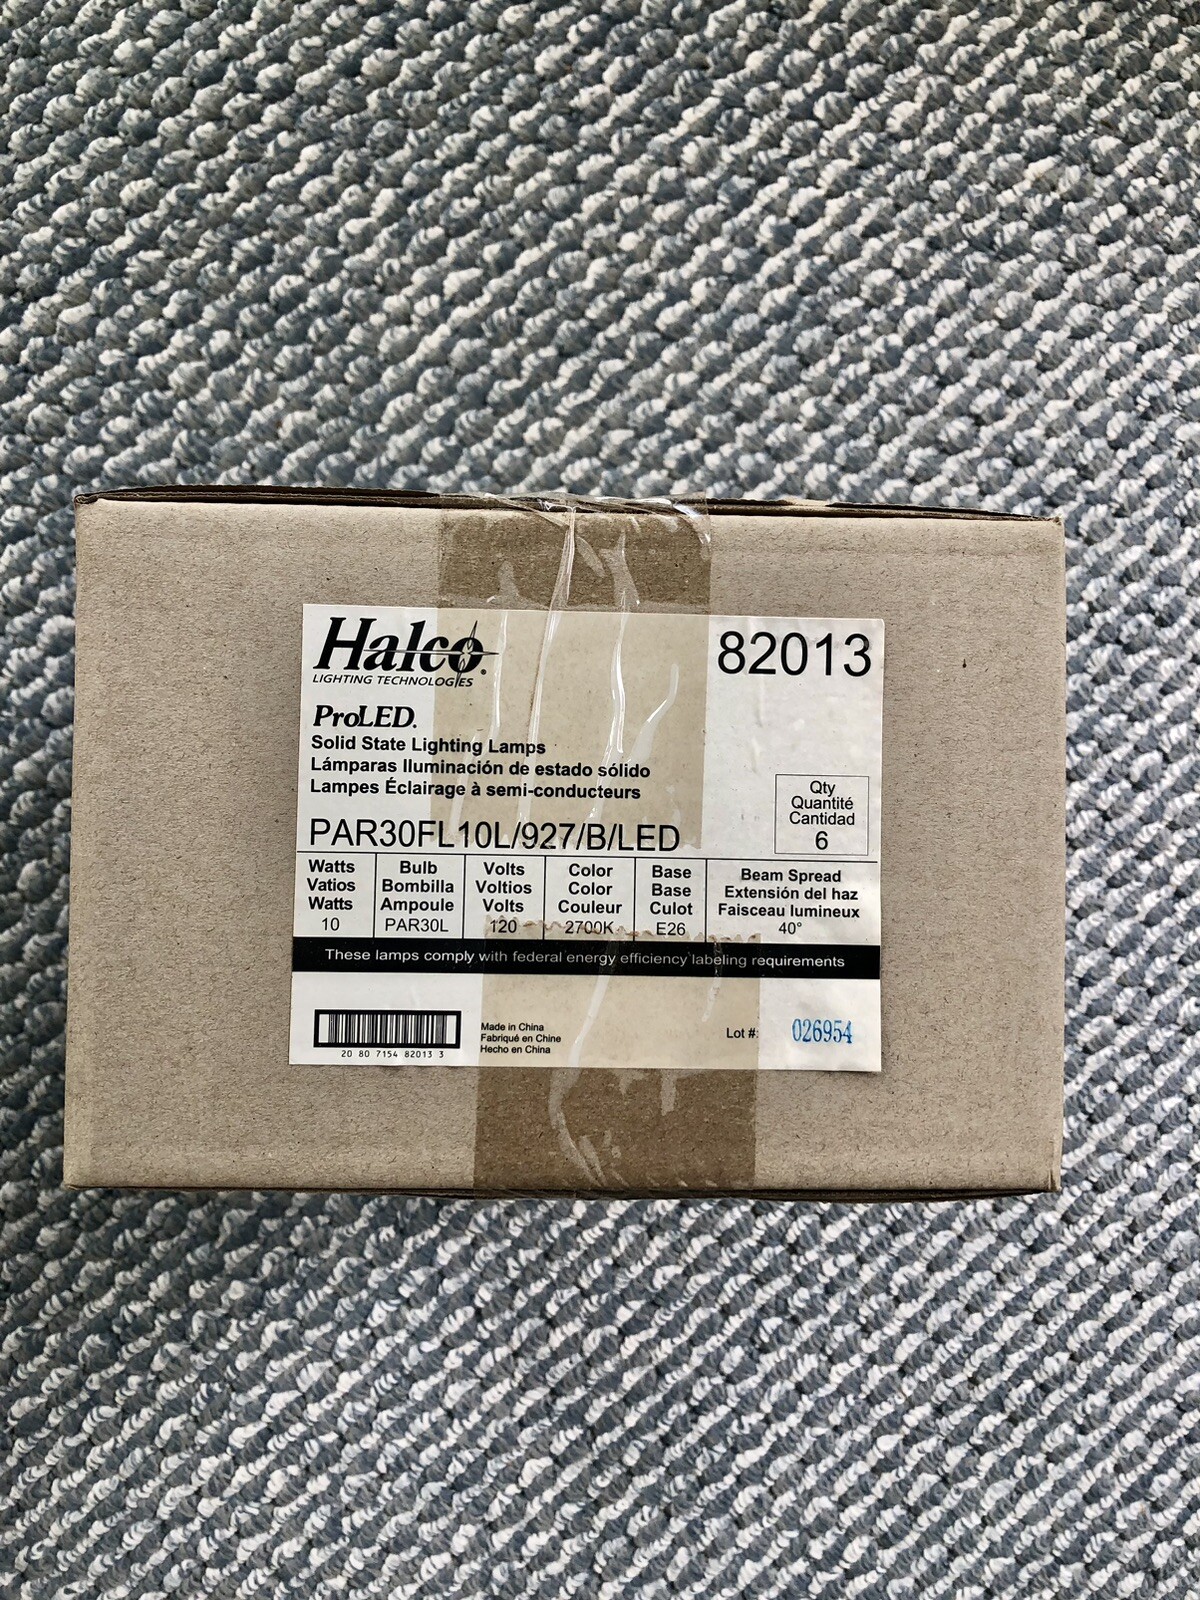 Halco
LIGHTING TECHNOLOGIES
82013
ProLED.
Solid State Lighting Lamps
Lámparas Iluminación de estado sólido
Lampes Éclairage à semi-conducteurs
Qty
Quantité
Cantidad
6
PAR30FL10L/927/B/LED
Watts Bulb Volts Color Base Beam Spread
Vatios Bombilla Voltios Color Base Extensión del haz
Watts Ampoule Volts Couleur Culot Faisceau lumineux
10 PAR30L 120 2700K E26 40°
These lamps comply with federal energy efficiency labeling requirements
Made in China
Fabriqué en Chine
Hecho en China
Lot #: 026954
20 80 7154 82013 3